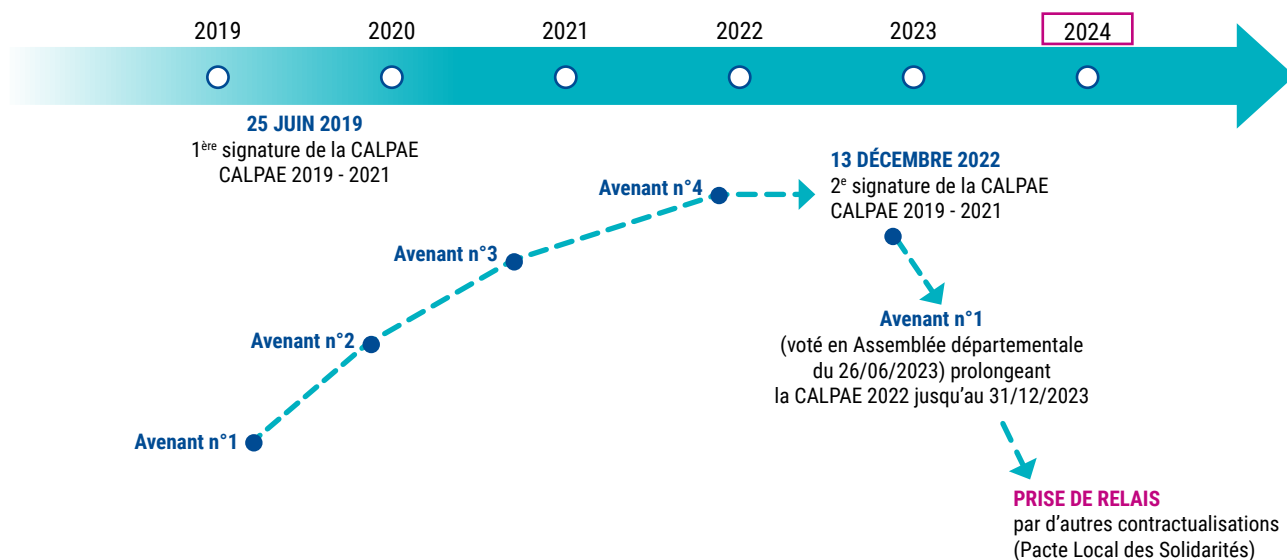 2019
2020
2021
2022
2023
2024
25 JUIN 2019
1ère signature de la CALPAE
CALPAE 2019 - 2021
Avenant n°1
Avenant n°2
Avenant n°3
Avenant n°4
13 DÉCEMBRE 2022
2e signature de la CALPAE
CALPAE 2019 - 2021
Avenant n°1
(voté en Assemblée départementale
du 26/06/2023) prolongeant
la CALPAE 2022 jusqu'au 31/12/2023
PRISE DE RELAIS
par d'autres contractualisations
(Pacte Local des Solidarités)